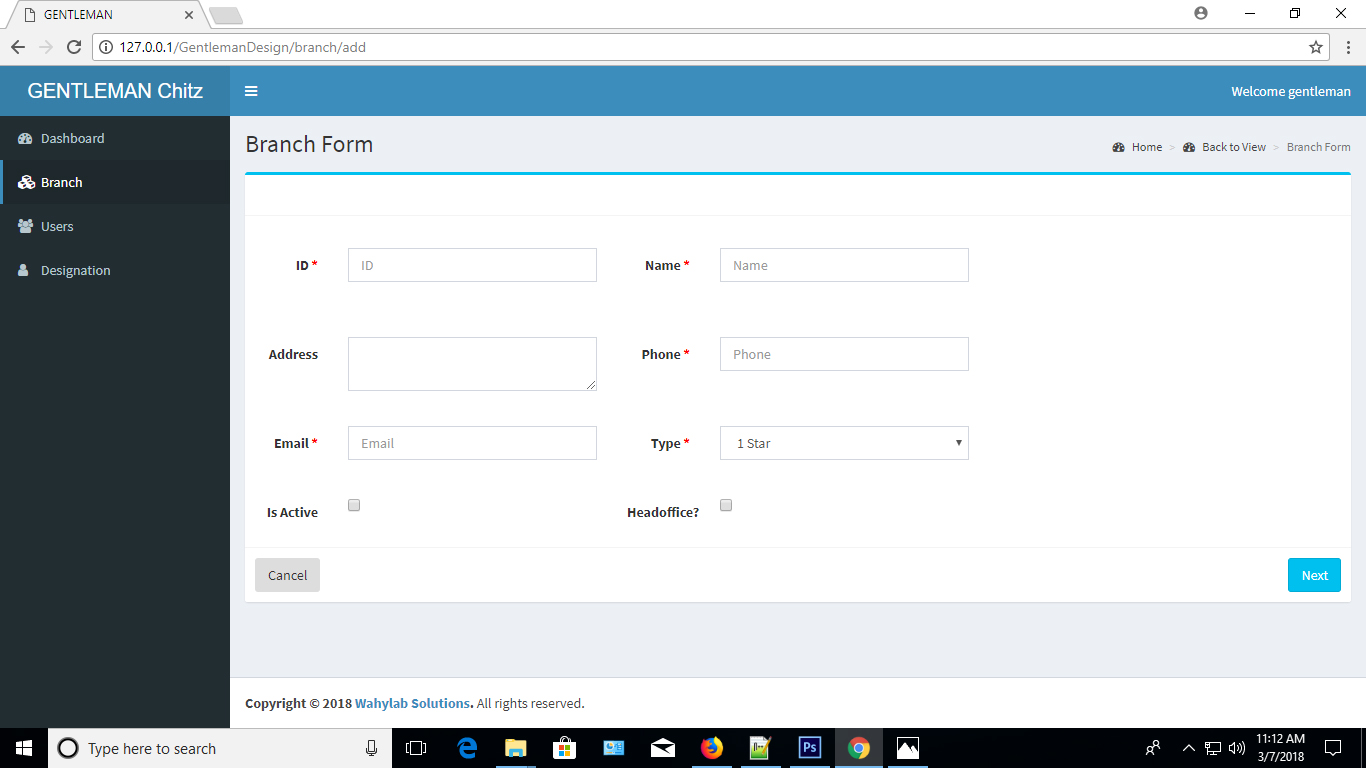 GENTLEMAN
127.0.0.1/GentlemanDesign/branch/add
GENTLEMAN Chitz
Welcome gentleman
Dashboard
Branch
Users
Designation
Branch Form
Home > Back to View > Branch Form
ID * ID Name * Name
Address Phone * Phone
Email * Email Type * 1 Star
Is Active Headoffice?
Cancel Next
Copyright © 2018 Wahylab Solutions. All rights reserved.
Type here to search
Ps
11:12 AM
3/7/2018